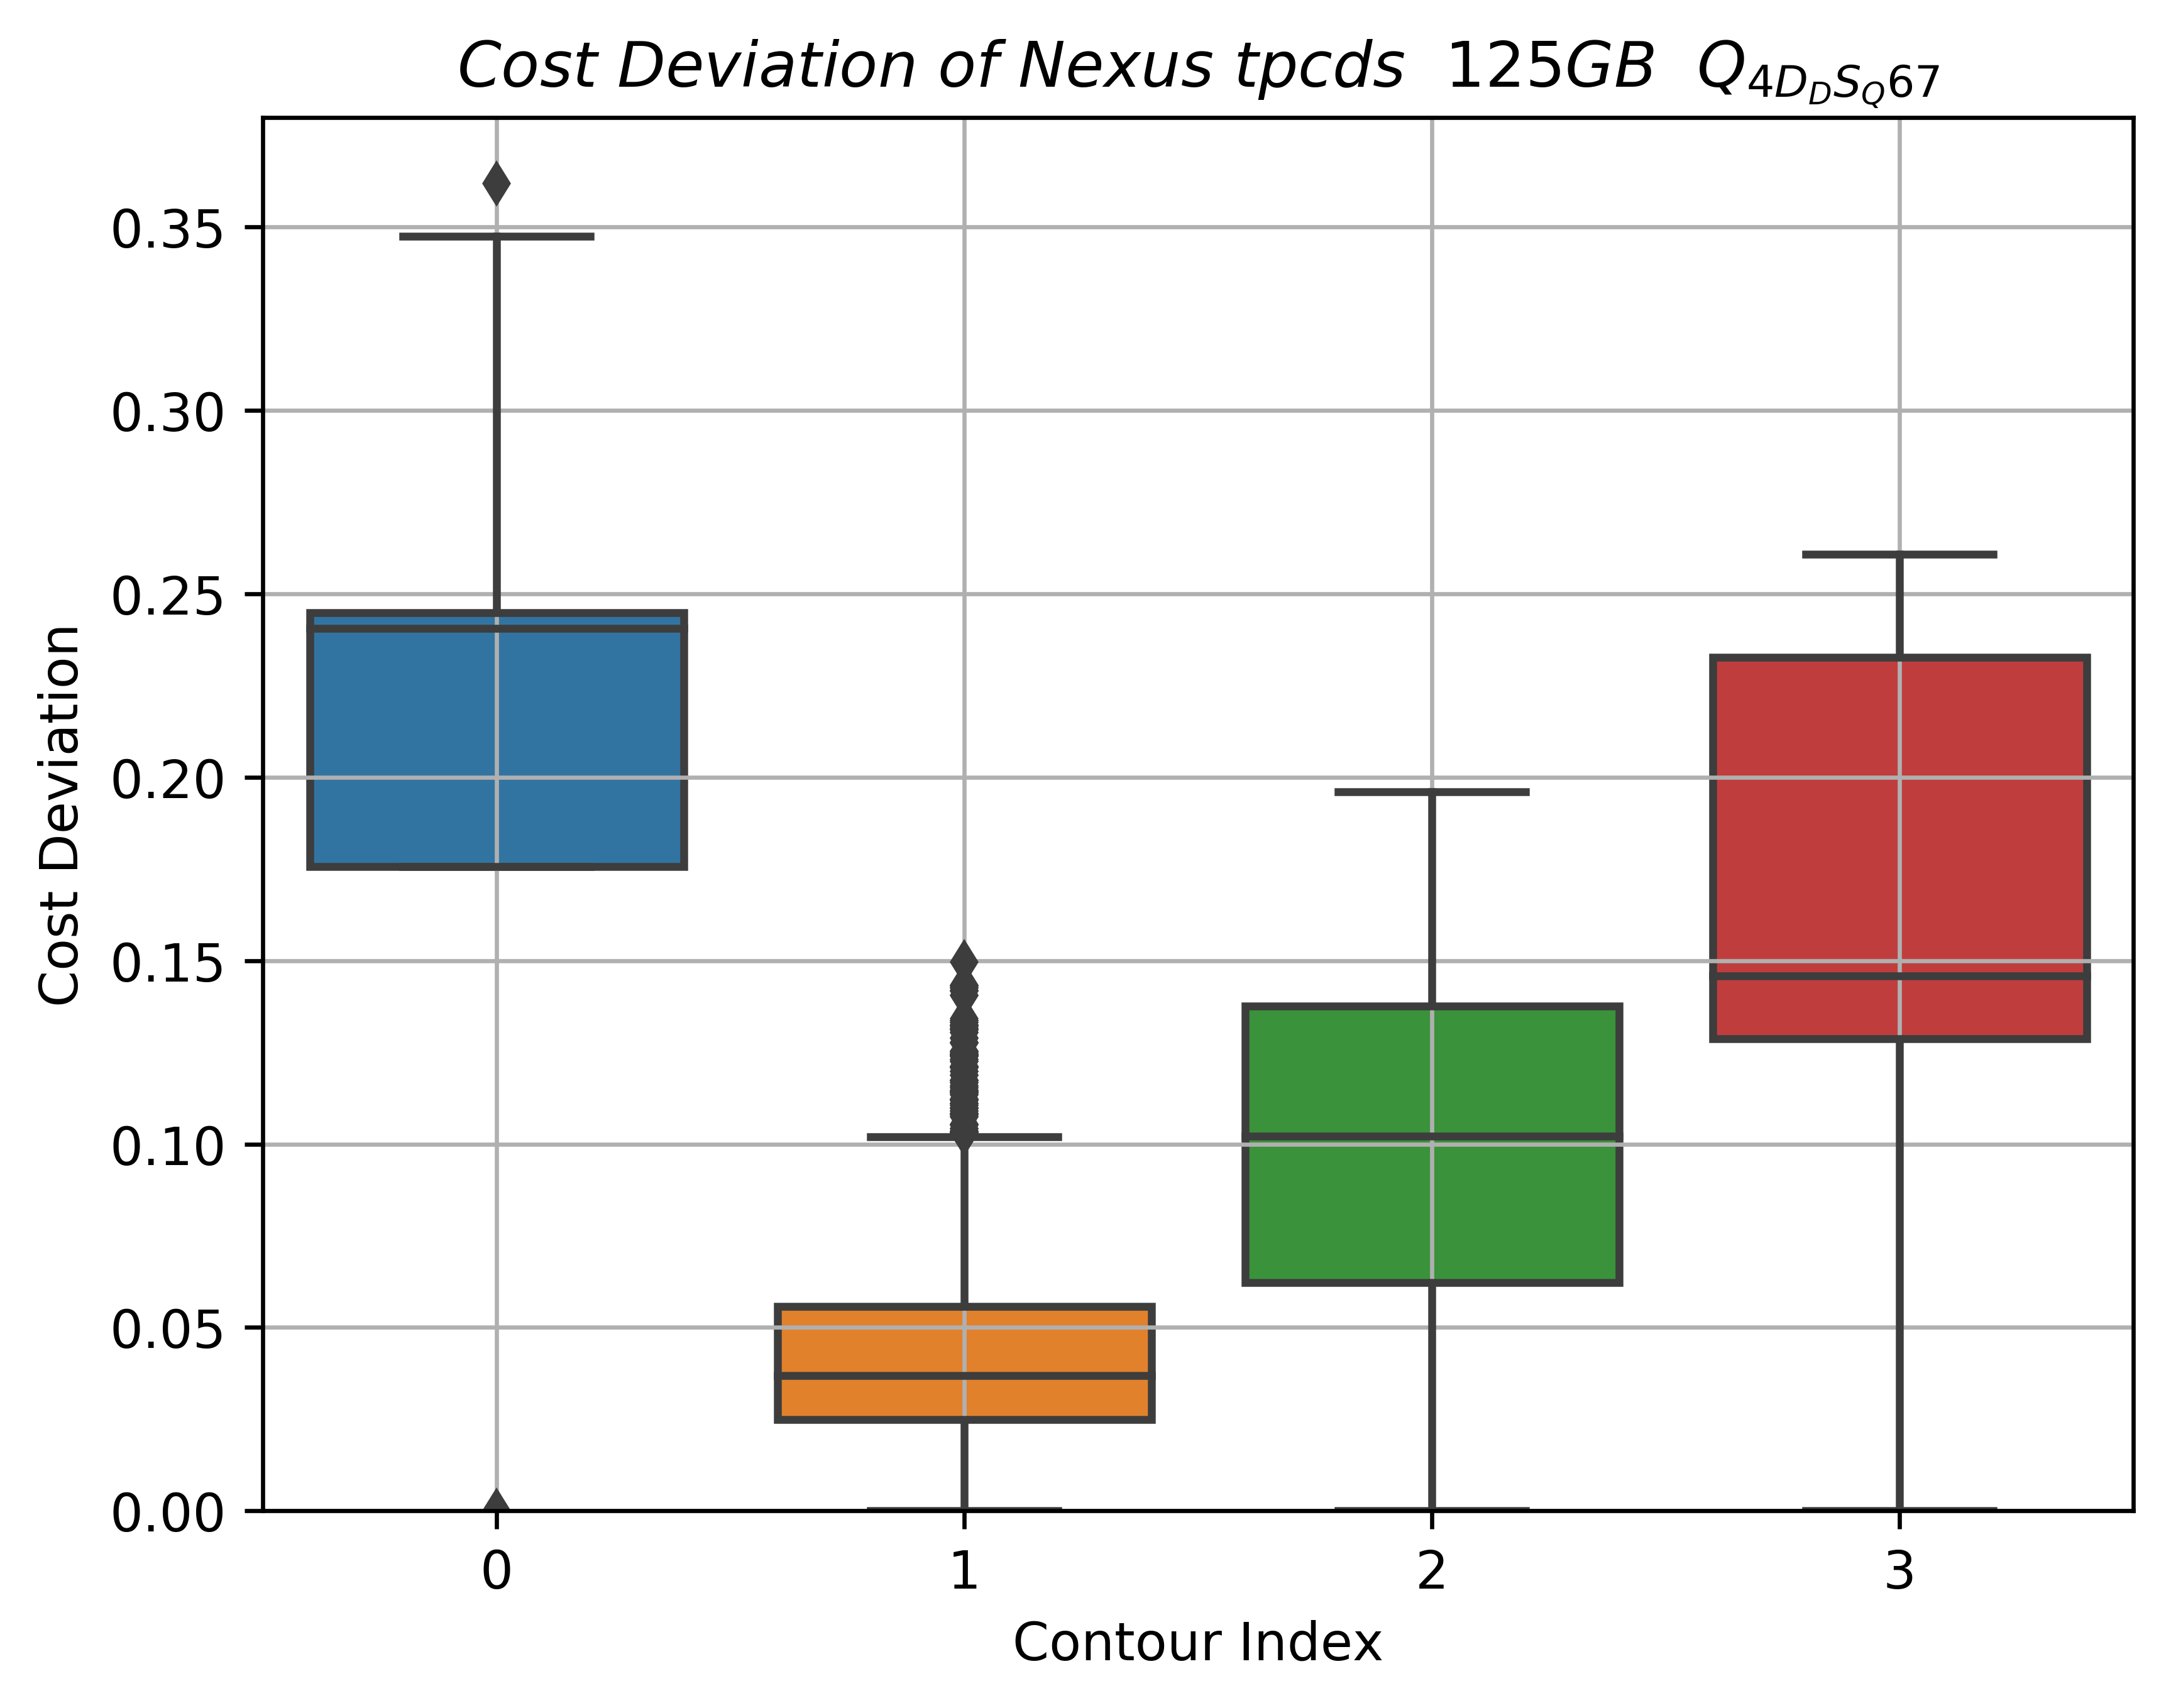 Cost Deviation of Nexus tpcds 125GB Q4D_DS_Q67
Cost Deviation
0.35
0.30
0.25
0.20
0.15
0.10
0.05
0.00
0 1 2 3
Contour Index